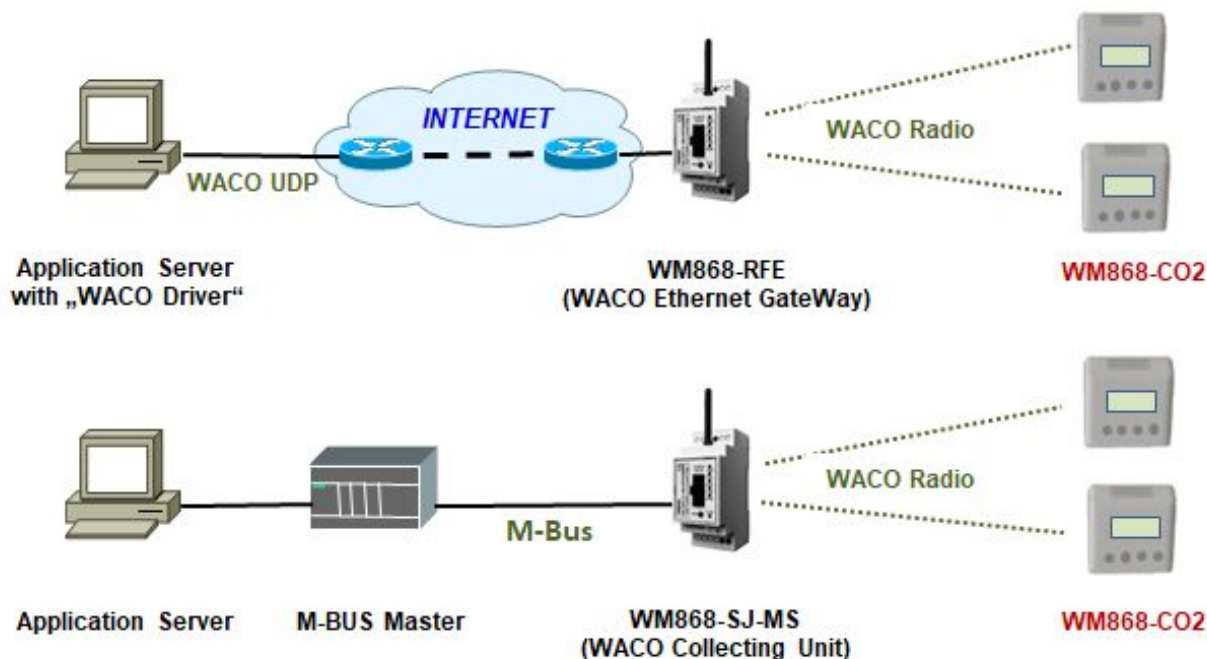 INTERNET
WACO Radio
WACO UDP
Application Server
with „WACO Driver“
WM868-RFE
(WACO Ethernet GateWay)
WM868-CO2
WACO Radio
M-Bus
Application Server
M-BUS Master
WM868-SJ-MS
(WACO Collecting Unit)
WM868-CO2